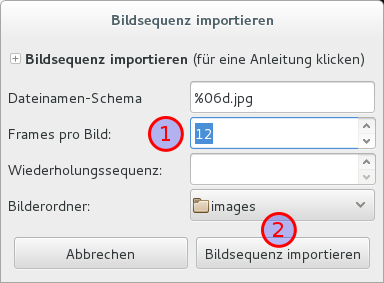 Bildsequenz importieren
Bildsequenz importieren (für eine Anleitung klicken)
Dateinamen-Schema %06d.jpg
Frames pro Bild: 1 12
Wiederholungssequenz:
Bilderordner: images
2
Abbrechen Bildsequenz importieren